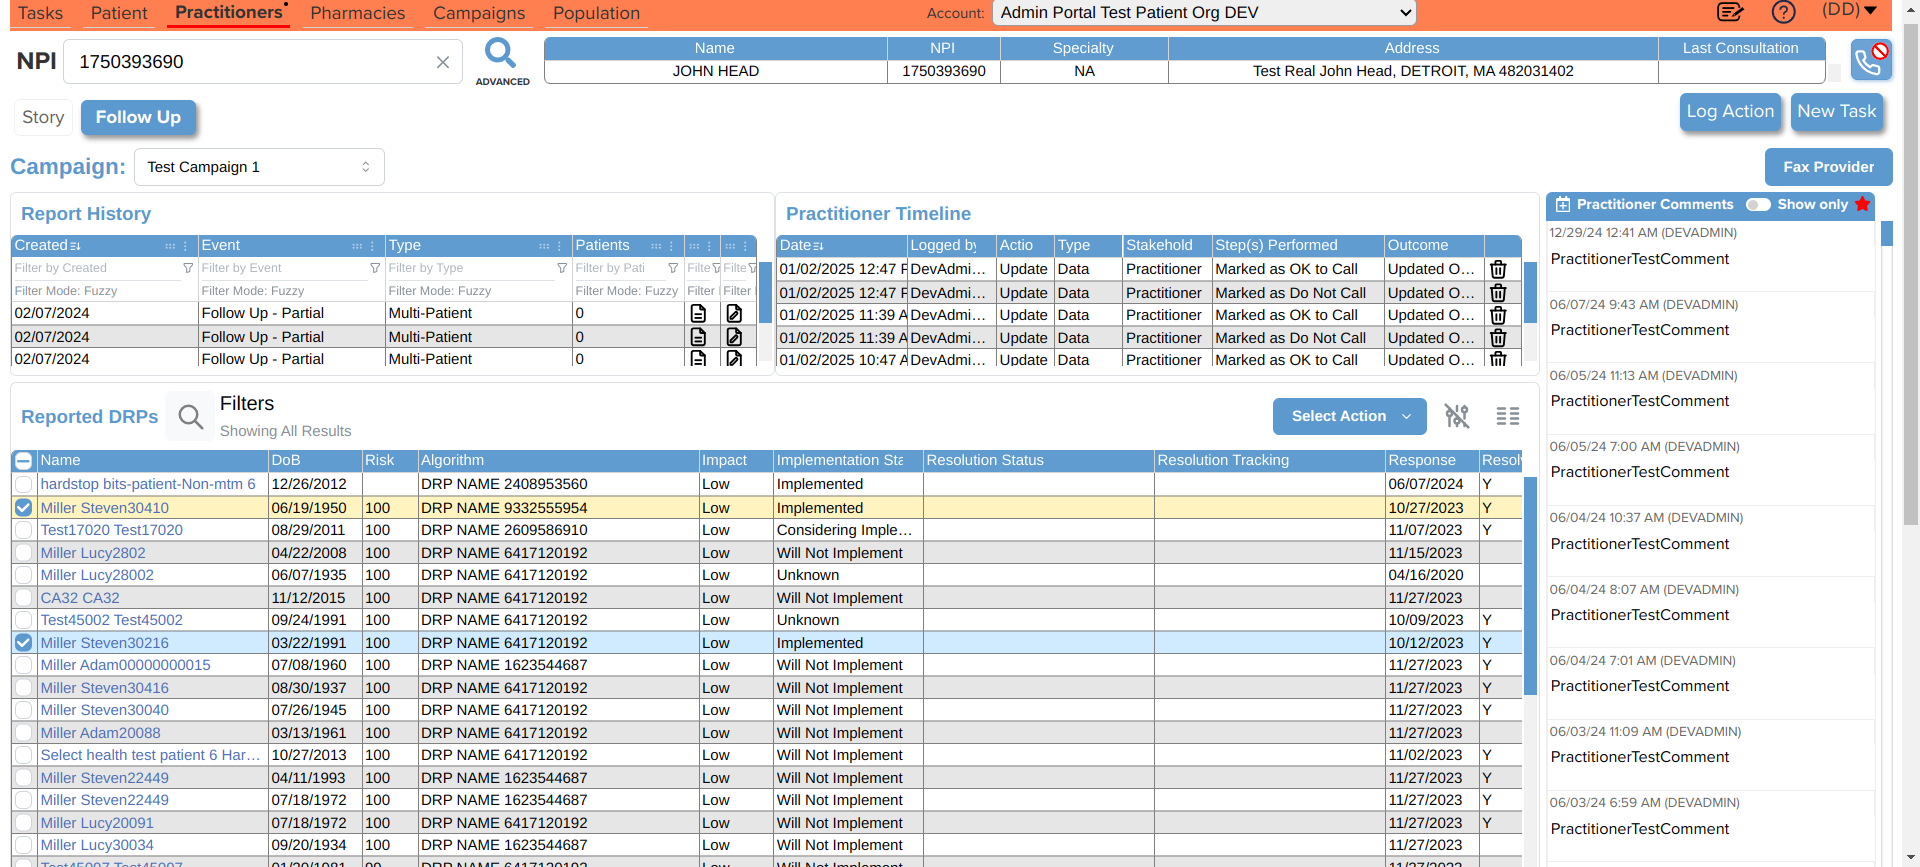 Tasks Patient Practitioners Pharmacies Campaigns Population Account: Admin Portal Test Patient Org DEV (DD)
NPI 1750393690 ADVANCED
Name NPI Specialty Address Last Consultation
JOHN HEAD 1750393690 NA Test Real John Head, DETROIT, MA 482031402
Story Follow Up Log Action New Task
Campaign: Test Campaign 1 Fax Provider
Report History
Created Event Type Patients
Filter by Created Filter by Event Filter by Type Filter by Pati Filte Filte
Filter Mode: Fuzzy Filter Mode: Fuzzy Filter Mode: Fuzzy Filter Mode: Fuzzy Filter Filter
02/07/2024 Follow Up - Partial Multi-Patient 0
02/07/2024 Follow Up - Partial Multi-Patient 0
02/07/2024 Follow Up - Partial Multi-Patient 0
Practitioner Timeline
Date Logged by Actio Type Stakehold Step(s) Performed Outcome
01/02/2025 12:47 P DevAdmi... Update Data Practitioner Marked as OK to Call Updated O...
01/02/2025 12:47 P DevAdmi... Update Data Practitioner Marked as Do Not Call Updated O...
01/02/2025 11:39 A DevAdmi... Update Data Practitioner Marked as OK to Call Updated O...
01/02/2025 11:39 A DevAdmi... Update Data Practitioner Marked as Do Not Call Updated O...
01/02/2025 10:47 A DevAdmi... Update Data Practitioner Marked as OK to Call Updated O...
Practitioner Comments Show only
12/29/24 12:41 AM (DEVADMIN)
PractitionerTestComment
06/07/24 9:43 AM (DEVADMIN)
PractitionerTestComment
06/05/24 11:13 AM (DEVADMIN)
PractitionerTestComment
06/05/24 7:00 AM (DEVADMIN)
PractitionerTestComment
06/04/24 10:37 AM (DEVADMIN)
PractitionerTestComment
06/04/24 8:07 AM (DEVADMIN)
PractitionerTestComment
06/04/24 7:01 AM (DEVADMIN)
PractitionerTestComment
06/03/24 11:09 AM (DEVADMIN)
PractitionerTestComment
06/03/24 6:59 AM (DEVADMIN)
PractitionerTestComment
Reported DRPs Filters
Showing All Results
Select Action
Name DoB Risk Algorithm Impact Implementation Sta Resolution Status Resolution Tracking Response Resolv
hardstop bits-patient-Non-mtm 6 12/26/2012 DRP NAME 2408953560 Low Implemented 06/07/2024 Y
Miller Steven30410 06/19/1950 100 DRP NAME 9332555954 Low Implemented 10/27/2023 Y
Test17020 Test17020 08/29/2011 100 DRP NAME 2609586910 Low Considering Imple... 11/07/2023 Y
Miller Lucy2802 04/22/2008 100 DRP NAME 6417120192 Low Will Not Implement 11/15/2023
Miller Lucy28002 06/07/1935 100 DRP NAME 6417120192 Low Unknown 04/16/2020
CA32 CA32 11/12/2015 100 DRP NAME 6417120192 Low Will Not Implement 11/27/2023
Test45002 Test45002 09/24/1991 100 DRP NAME 6417120192 Low Unknown 10/09/2023 Y
Miller Steven30216 03/22/1991 100 DRP NAME 6417120192 Low Implemented 10/12/2023 Y
Miller Adam00000000015 07/08/1960 100 DRP NAME 1623544687 Low Will Not Implement 11/27/2023 Y
Miller Steven30416 08/30/1937 100 DRP NAME 6417120192 Low Will Not Implement 11/27/2023 Y
Miller Steven30040 07/26/1945 100 DRP NAME 6417120192 Low Will Not Implement 11/27/2023 Y
Miller Adam20088 03/13/1961 100 DRP NAME 6417120192 Low Will Not Implement 11/27/2023
Select health test patient 6 Har... 10/27/2013 100 DRP NAME 6417120192 Low Will Not Implement 11/02/2023 Y
Miller Steven22449 04/11/1993 100 DRP NAME 1623544687 Low Will Not Implement 11/27/2023 Y
Miller Steven22449 07/18/1972 100 DRP NAME 1623544687 Low Will Not Implement 11/27/2023 Y
Miller Lucy20091 07/18/1972 100 DRP NAME 6417120192 Low Will Not Implement 11/27/2023 Y
Miller Lucy30034 09/20/1934 100 DRP NAME 1623544687 Low Will Not Implement 11/27/2023
Test45097 Test45097 01/20/1981 99 DRP NAME 6417120192 Low Will Not Implement 11/27/2023